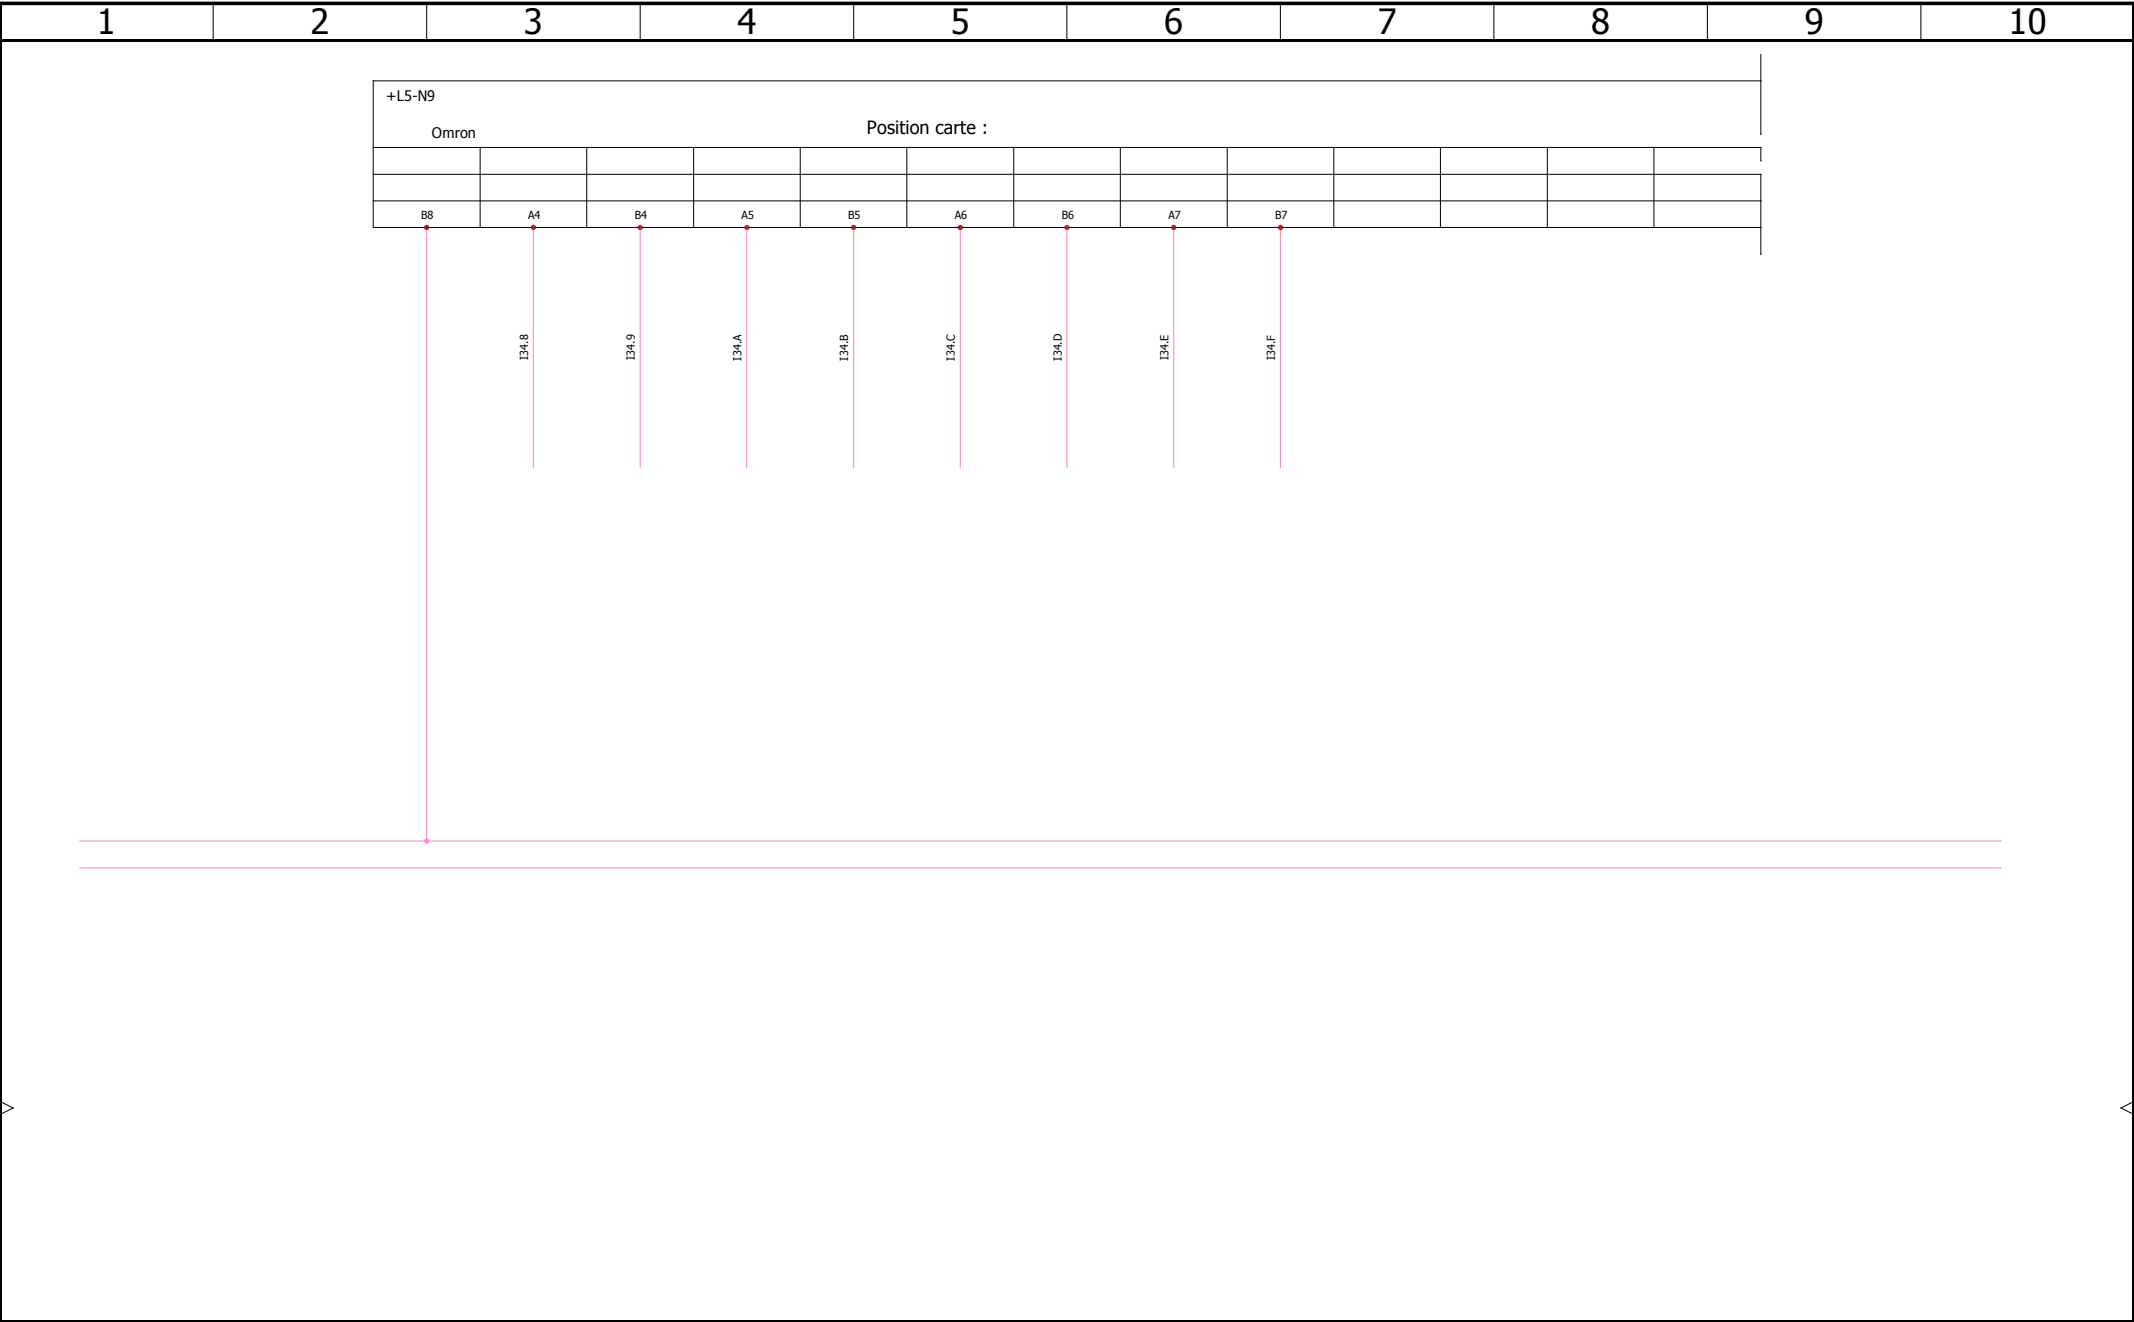 1 2 3 4 5 6 7 8 9 10
+L5-N9
Omron
Position carte :
B8 A4 B4 A5 B5 A6 B6 A7 B7
I34.8 I34.9 I34.A I34.B I34.C I34.D I34.E I34.F